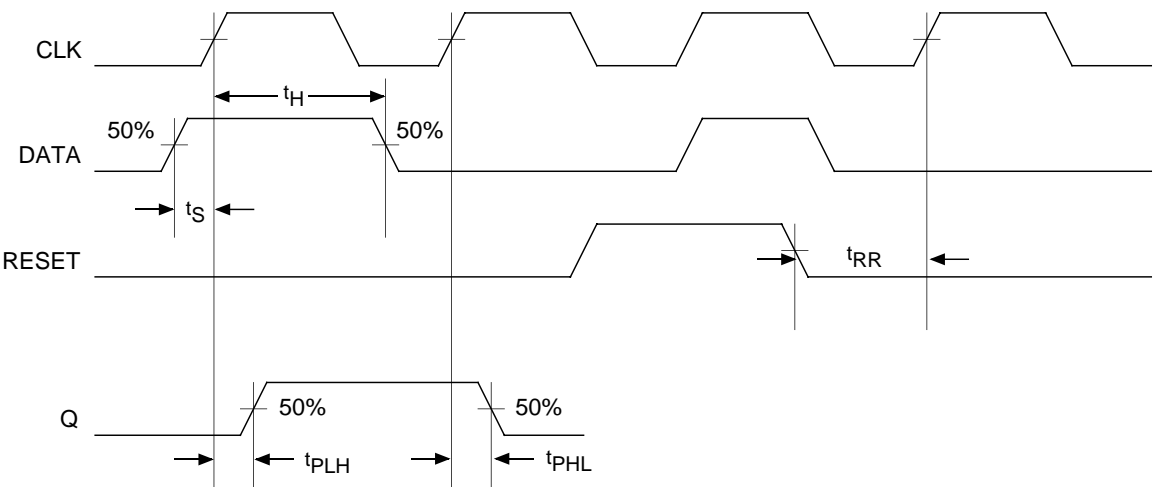 CLK
tH
50% 50%
DATA
tS
RESET
tRR
50% 50%
Q
tPLH tPHL